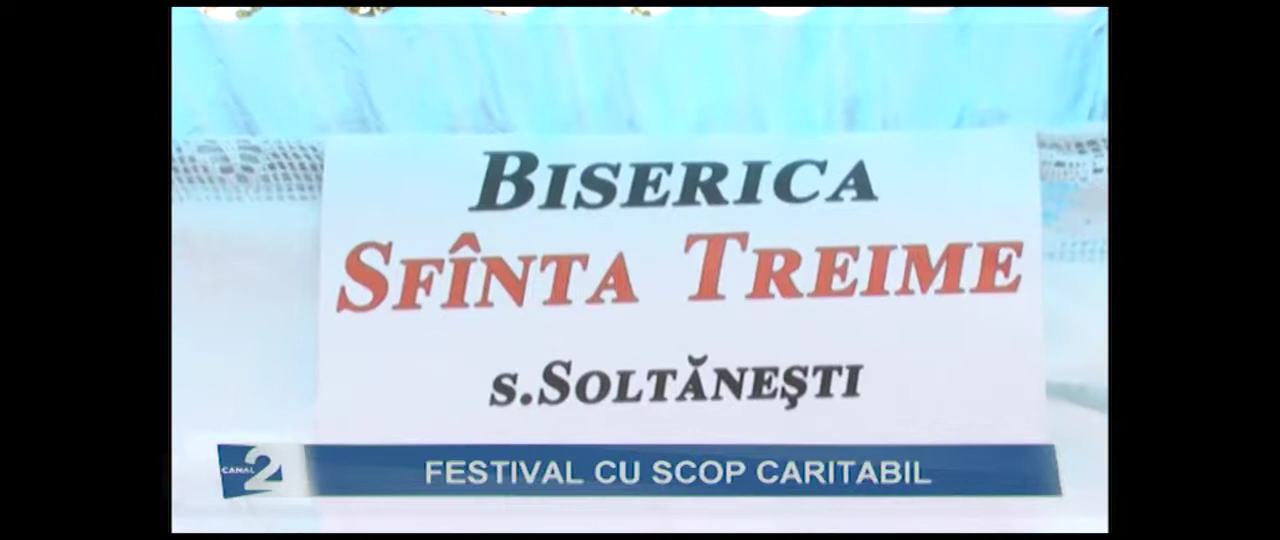 BISERICA
SFÎNTA TREIME
s.SOLTĂNEŞTI
CANAL 2
FESTIVAL CU SCOP CARITABIL